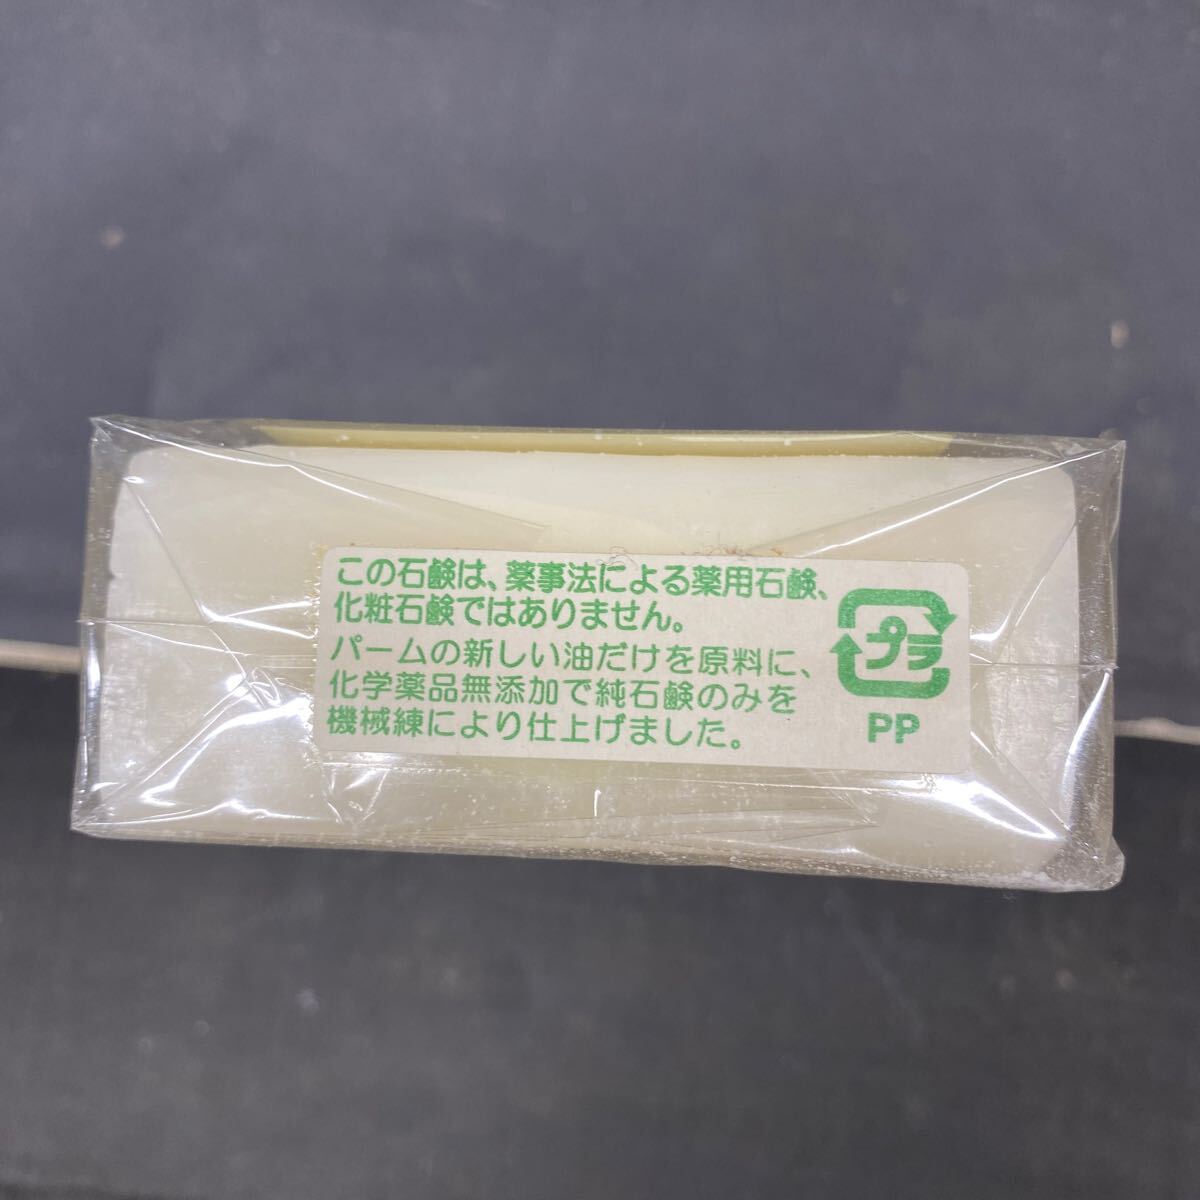 この石鹸は、薬事法による薬用石鹸、
化粧石鹸ではありません。
パームの新しい油だけを原料に、
化学薬品無添加で純石鹸のみを
機械練により仕上げました。
プラ
PP